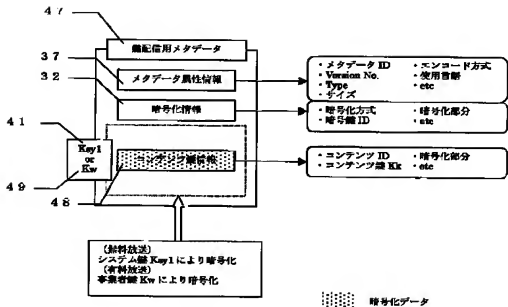 47
鍵配信用メタデータ
37
メタデータ属性情報
・メタデータ ID ・エンコード方式
・Version No. ・使用言語
・Type ・etc
・サイズ
32
暗号化情報
・暗号化方式 ・暗号化部分
・暗号鍵 ID ・etc
41
Key1
or
Kw
49
コンテンツ鍵情報
・コンテンツ ID ・暗号化部分
・コンテンツ鍵 Kk ・etc
48
(無料放送)
システム鍵 Key1 により暗号化
(有料放送)
事業者鍵 Kw により暗号化
暗号化データ